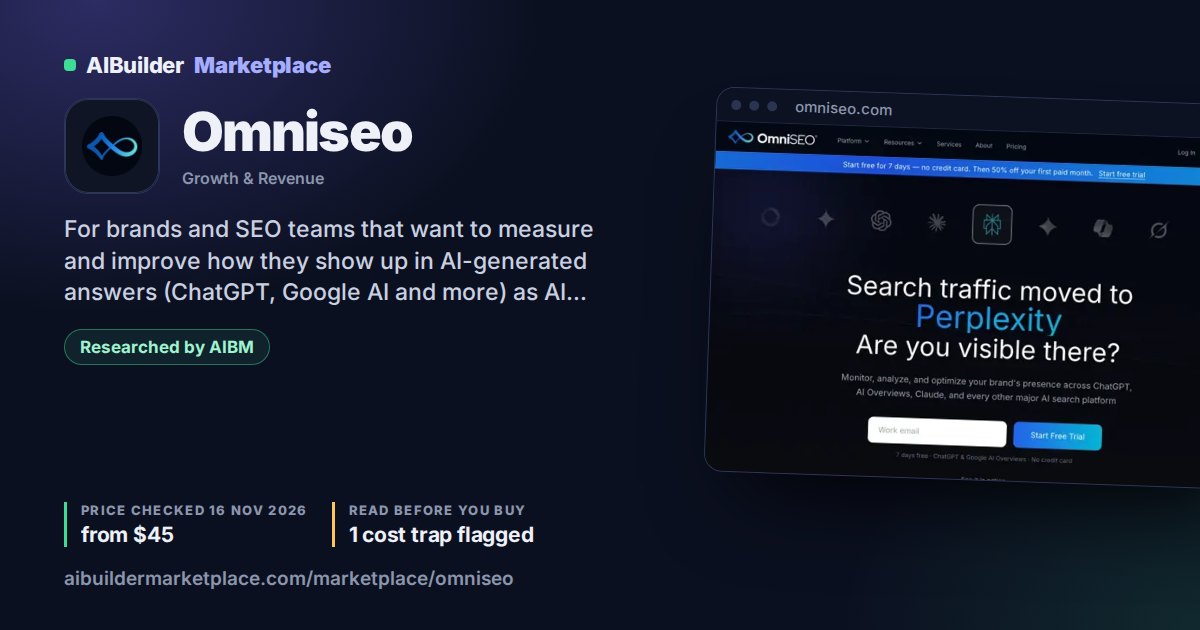 AIBuilder Marketplace
Omniseo
Growth & Revenue
For brands and SEO teams that want to measure
and improve how they show up in AI-generated
answers (ChatGPT, Google AI and more) as AI...
Researched by AIBM
PRICE CHECKED 16 NOV 2026
from $45
READ BEFORE YOU BUY
1 cost trap flagged
aibuildermarketplace.com/marketplace/omniseo
omniseo.com
OmniSEO
Platform
Resources
Services
About
Pricing
Log in
Start free for 7 days — no credit card. Then 50% off your first paid month. Start free trial
Search traffic moved to
Perplexity
Are you visible there?
Monitor, analyze, and optimize your brand's presence across ChatGPT,
AI Overviews, Claude, and every other major AI search platform
Work email
Start Free Trial
7 days free · ChatGPT & Google AI Overviews · No credit card